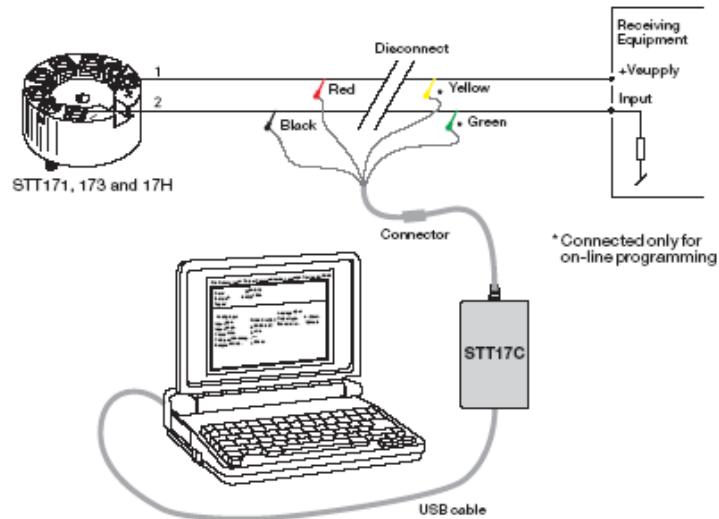 Receiving
Equipment
Disconnect
1
+Vsupply
Red
* Yellow
2
Input
Black
* Green
STT171, 173 and 17H
Connector
* Connected only for
on-line programming
STT17C
USB cable